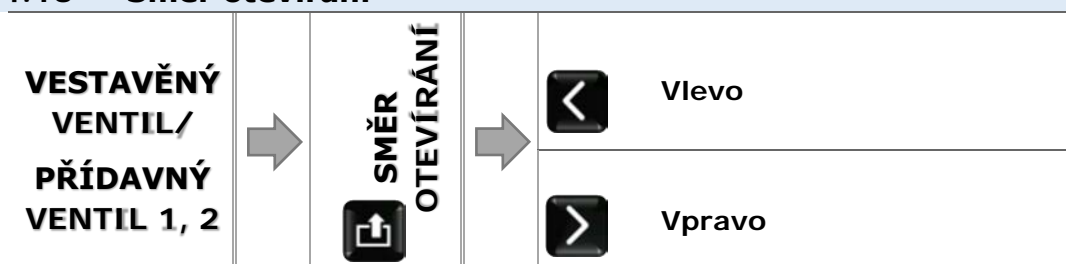 VESTAVĚNÝ
VENTIL/
PŘÍDAVNÝ
VENTIL 1, 2
SMĚR
OTEVÍRÁNÍ
Vlevo
Vpravo